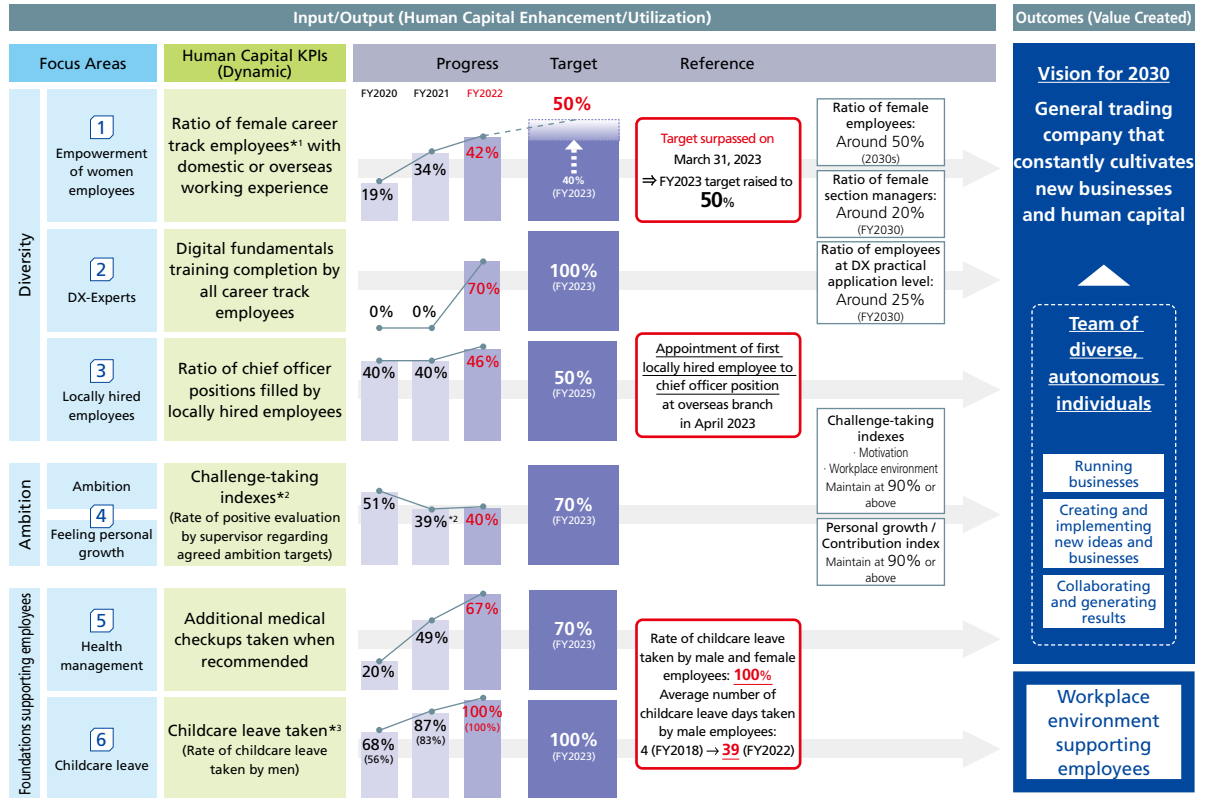 Input/Output (Human Capital Enhancement/Utilization)
Outcomes (Value Created)
Focus Areas
Human Capital KPIs
(Dynamic)
Progress
Target
Reference
FY2020
FY2021
FY2022
Diversity
1
Empowerment
of women
employees
Ratio of female career
track employees*1 with
domestic or overseas
working experience
19%
34%
42%
50%
40%
(FY2023)
Target surpassed on
March 31, 2023
⇒ FY2023 target raised to
50%
Ratio of female
employees:
Around 50%
(2030s)
Ratio of female
section managers:
Around 20%
(FY2030)
2
DX-Experts
Digital fundamentals
training completion by
all career track
employees
0%
0%
70%
100%
(FY2023)
Ratio of employees
at DX practical
application level:
Around 25%
(FY2030)
3
Locally hired
employees
Ratio of chief officer
positions filled by
locally hired employees
40%
40%
46%
50%
(FY2025)
Appointment of first
locally hired employee to
chief officer position
at overseas branch
in April 2023
Ambition
Ambition
4
Feeling personal
growth
Challenge-taking
indexes*2
(Rate of positive evaluation
by supervisor regarding
agreed ambition targets)
51%
39%*2
40%
70%
(FY2023)
Challenge-taking
indexes
· Motivation
· Workplace environment
Maintain at 90% or
above
Personal growth /
Contribution index
Maintain at 90% or
above
Foundations supporting employees
5
Health
management
Additional medical
checkups taken when
recommended
20%
49%
67%
70%
(FY2023)
6
Childcare leave
Childcare leave taken*3
(Rate of childcare leave
taken by men)
68%
(56%)
87%
(83%)
100%
(100%)
100%
(FY2023)
Rate of childcare leave
taken by male and female
employees: 100%
Average number of
childcare leave days taken
by male employees:
4 (FY2018) → 39 (FY2022)
Vision for 2030
General trading
company that
constantly cultivates
new businesses
and human capital
Team of
diverse,
autonomous
individuals
Running
businesses
Creating and
implementing
new ideas and
businesses
Collaborating
and generating
results
Workplace
environment
supporting
employees